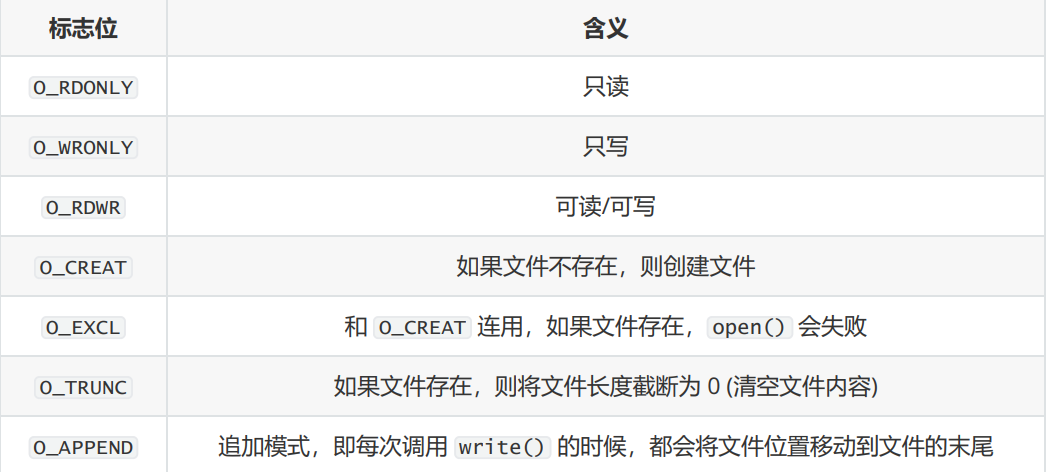 标志位 含义
O_RDONLY 只读
O_WRONLY 只写
O_RDWR 可读/可写
O_CREAT 如果文件不存在，则创建文件
O_EXCL 和 O_CREAT 连用，如果文件存在，open() 会失败
O_TRUNC 如果文件存在，则将文件长度截断为 0 (清空文件内容)
O_APPEND 追加模式，即每次调用 write() 的时候，都会将文件位置移动到文件的末尾